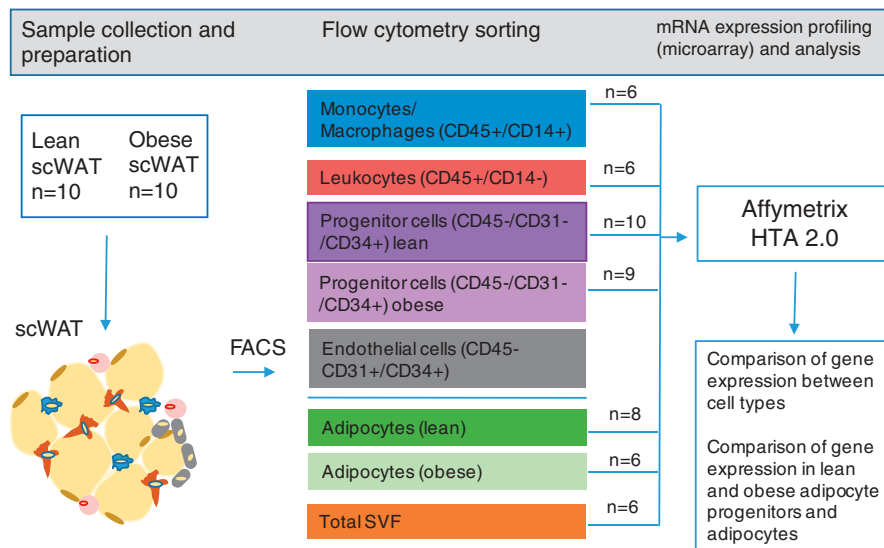 Sample collection and
preparation
Flow cytometry sorting
mRNA expression profiling
(microarray) and analysis
Lean
scWAT
n=10
Obese
scWAT
n=10
scWAT
FACS
Monocytes/
Macrophages (CD45+/CD14+)
n=6
Leukocytes (CD45+/CD14-)
n=6
Progenitor cells (CD45-/CD31-
/CD34+) lean
n=10
Progenitor cells (CD45-/CD31-
/CD34+) obese
n=9
Endothelial cells (CD45-
CD31+/CD34+)
Adipocytes (lean)
n=8
Adipocytes (obese)
n=6
Total SVF
n=6
Affymetrix
HTA 2.0
Comparison of gene
expression between
cell types
Comparison of gene
expression in lean
and obese adipocyte
progenitors and
adipocytes